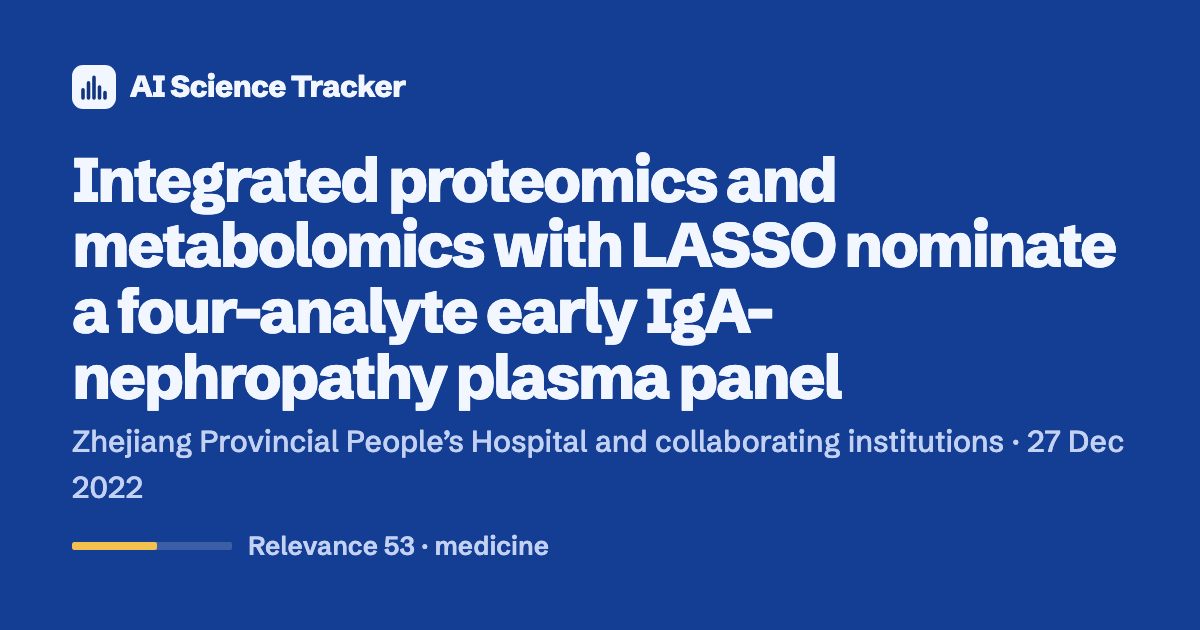 AI Science Tracker
Integrated proteomics and
metabolomics with LASSO nominate
a four-analyte early IgA-
nephropathy plasma panel
Zhejiang Provincial People’s Hospital and collaborating institutions · 27 Dec
2022
Relevance 53 · medicine